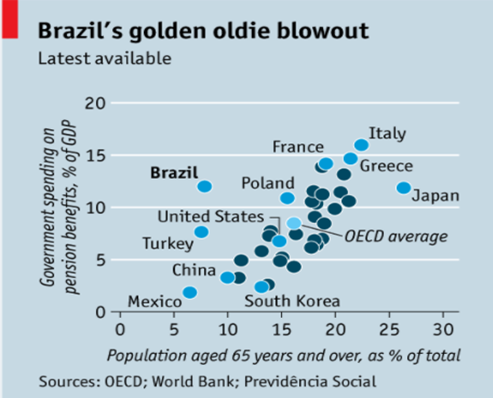 Brazil's golden oldie blowout
Latest available
Government spending on
pension benefits, % of GDP
20
15
10
5
0
Italy
France
Greece
Brazil
Poland
Japan
United States
OECD average
Turkey
China
Mexico
South Korea
0 5 10 15 20 25 30
Population aged 65 years and over, as % of total
Sources: OECD; World Bank; Previdência Social